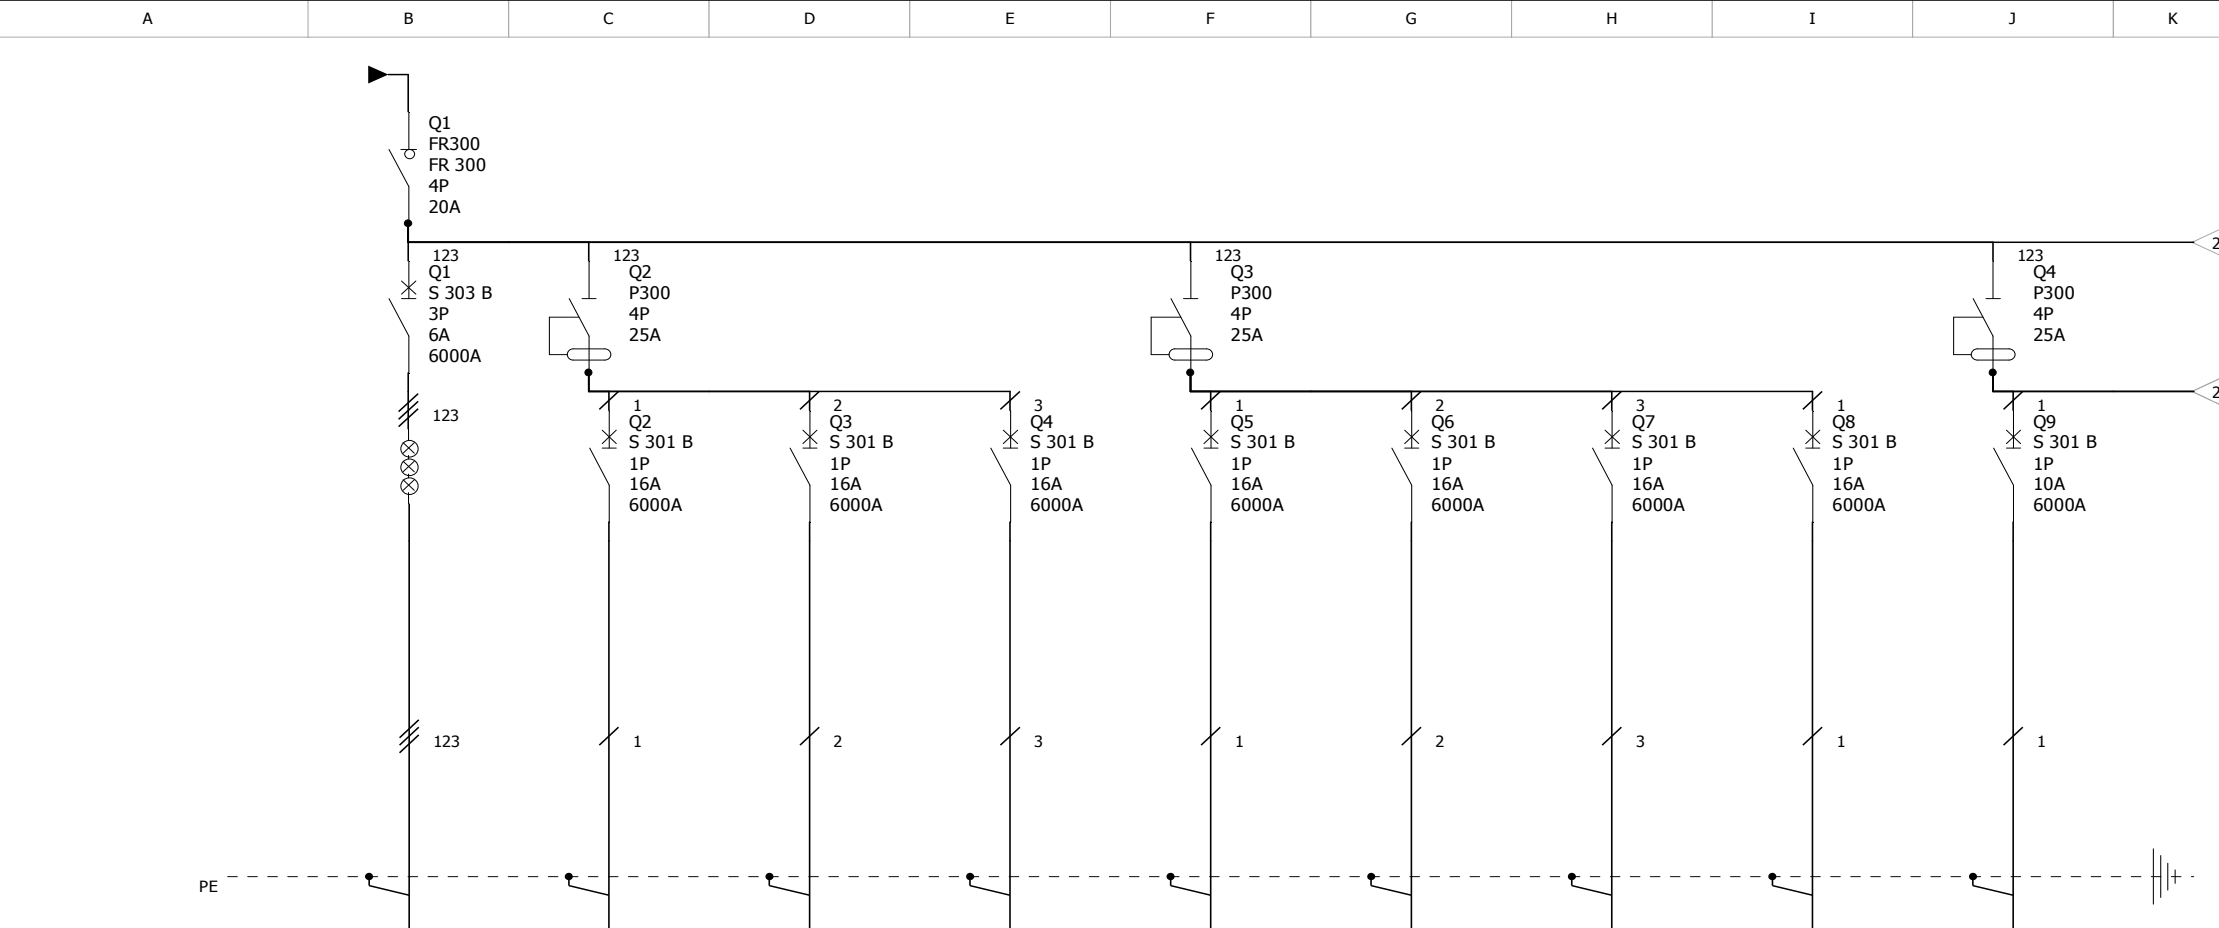 A B C D E F G H I J K
Q1
FR300
FR 300
4P
20A
123 123 123 123
2
Q1
S 303 B
3P
6A
6000A
Q2
P300
4P
25A
Q3
P300
4P
25A
Q4
P300
4P
25A
123
2
1 2 3 1 2 3 1 1
Q2
S 301 B
1P
16A
6000A
Q3
S 301 B
1P
16A
6000A
Q4
S 301 B
1P
16A
6000A
Q5
S 301 B
1P
16A
6000A
Q6
S 301 B
1P
16A
6000A
Q7
S 301 B
1P
16A
6000A
Q8
S 301 B
1P
16A
6000A
Q9
S 301 B
1P
10A
6000A
123 1 2 3 1 2 3 1 1
PE